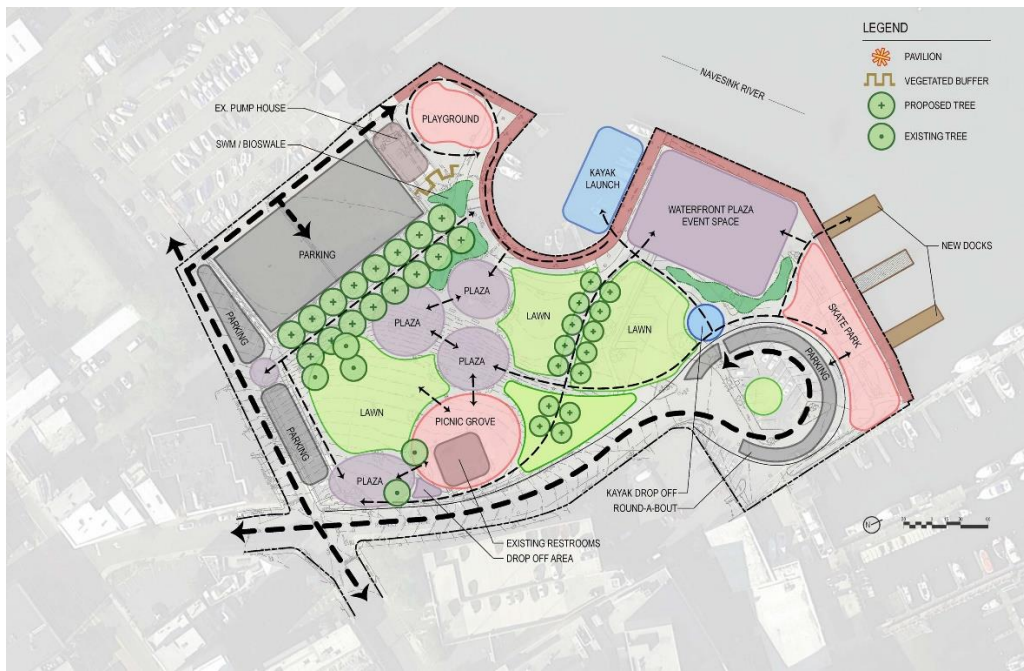 LEGEND
PAVILION
VEGETATED BUFFER
PROPOSED TREE
EXISTING TREE
NAVESINK RIVER
EX. PUMP HOUSE
SWM / BIOSWALE
PLAYGROUND
KAYAK
LAUNCH
WATERFRONT PLAZA
EVENT SPACE
NEW DOCKS
PARKING
PLAZA
PLAZA
PLAZA
LAWN
LAWN
SKATE PARK
PARKING
PARKING
LAWN
PICNIC GROVE
PARKING
PLAZA
KAYAK DROP OFF
ROUND-A-BOUT
EXISTING RESTROOMS
DROP OFF AREA
N